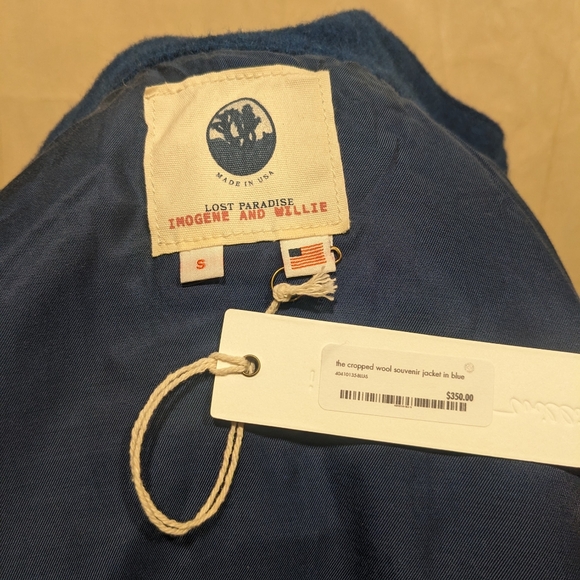 MADE IN USA
LOST PARADISE
IMOGENE AND WILLIE
S
the cropped wool souvenir jacket in blue
$350.00